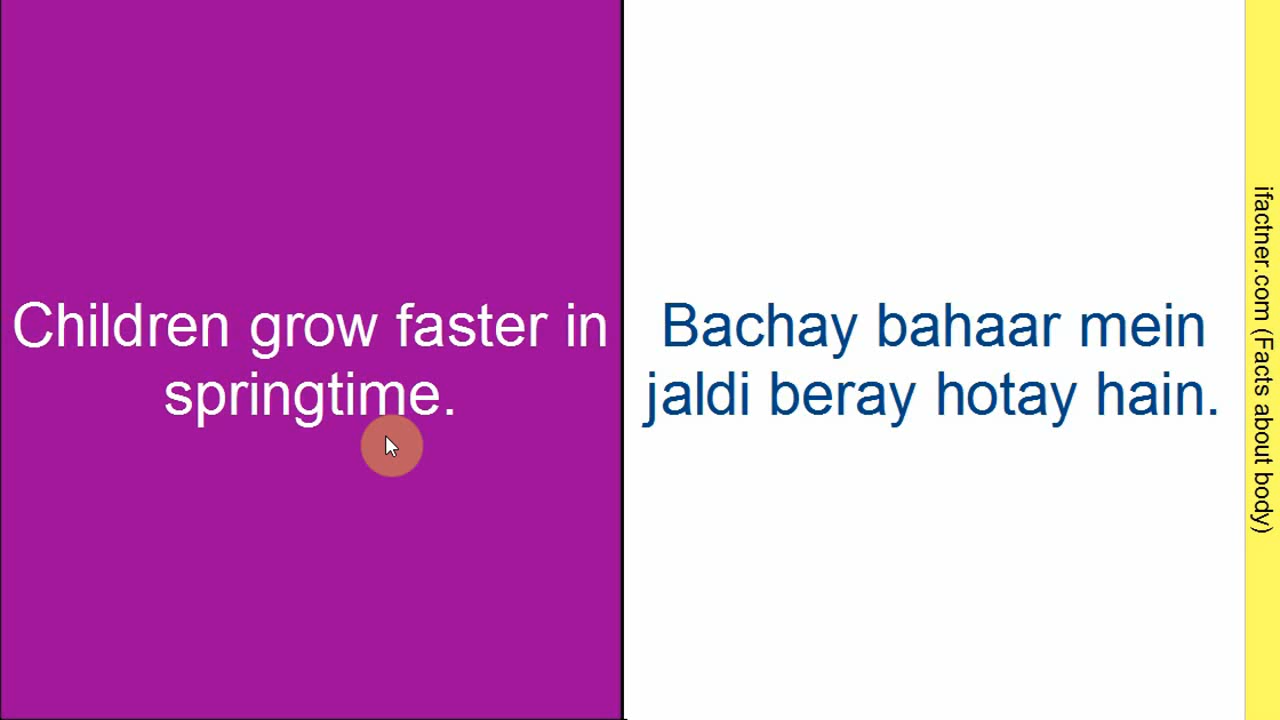 Children grow faster in
springtime.
Bachay bahaar mein
jaldi beray hotay hain.
ifactner.com (Facts about body)